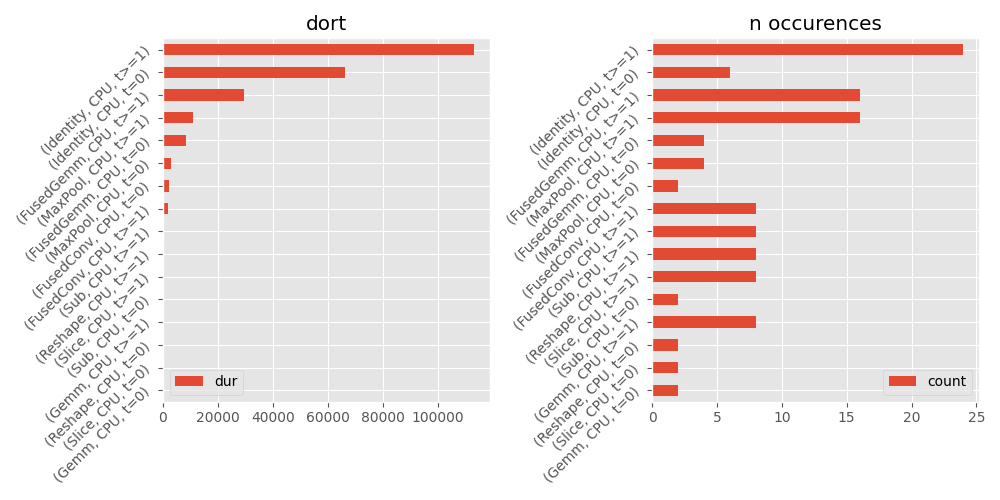 dort
(Identity, CPU, t>=1)
(Identity, CPU, t=0)
(FusedGemm, CPU, t>=1)
(MaxPool, CPU, t>=1)
(FusedGemm, CPU, t=0)
(MaxPool, CPU, t=0)
(FusedConv, CPU, t=0)
(FusedConv, CPU, t>=1)
(Sub, CPU, t>=1)
(Reshape, CPU, t>=1)
(Slice, CPU, t>=1)
(Sub, CPU, t=0)
(Gemm, CPU, t>=1)
(Reshape, CPU, t=0)
(Slice, CPU, t=0)
(Gemm, CPU, t=0)
dur
0 20000 40000 60000 80000 100000
n occurences
(Identity, CPU, t>=1)
(Identity, CPU, t=0)
(FusedGemm, CPU, t>=1)
(MaxPool, CPU, t>=1)
(FusedGemm, CPU, t=0)
(MaxPool, CPU, t=0)
(FusedConv, CPU, t=0)
(FusedConv, CPU, t>=1)
(Sub, CPU, t>=1)
(Reshape, CPU, t>=1)
(Slice, CPU, t>=1)
(Sub, CPU, t=0)
(Gemm, CPU, t>=1)
(Reshape, CPU, t=0)
(Slice, CPU, t=0)
(Gemm, CPU, t=0)
count
0 5 10 15 20 25